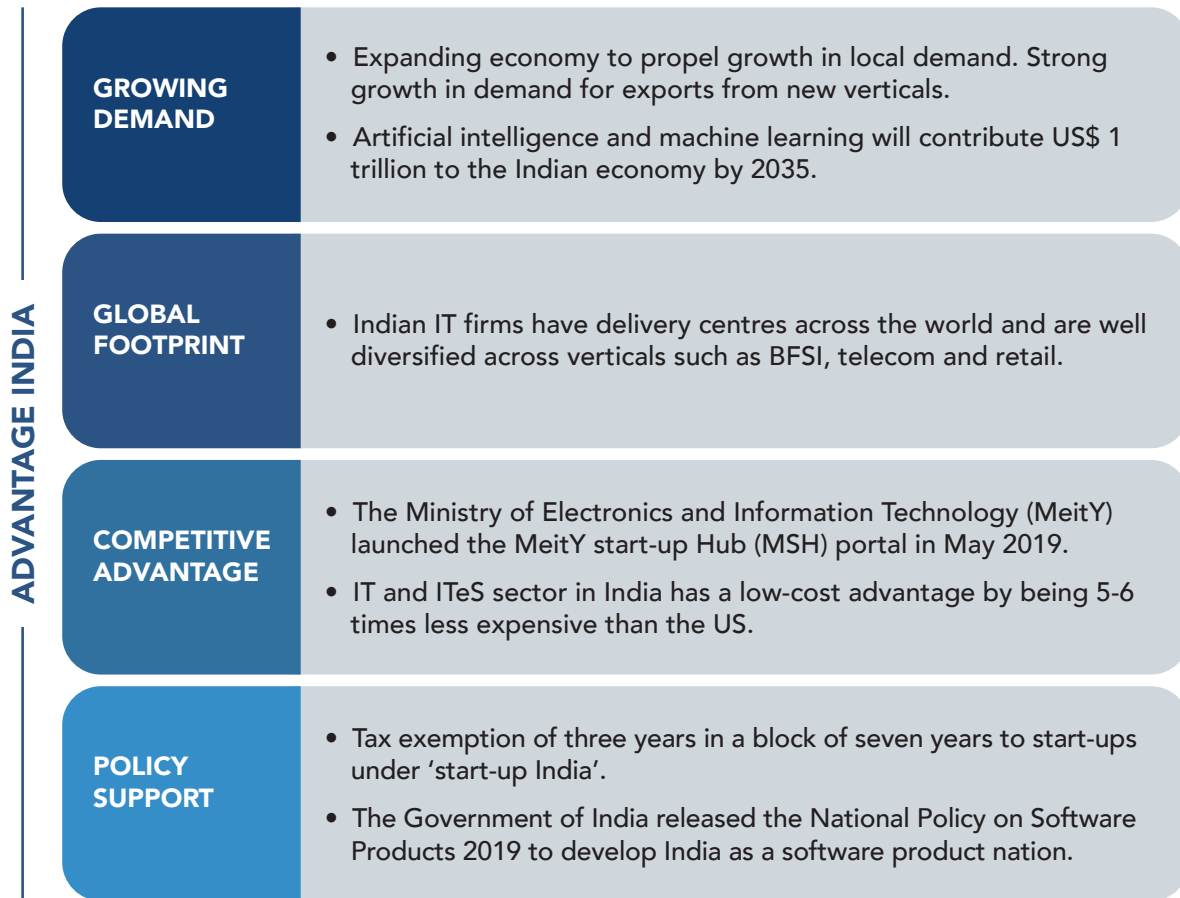 ADVANTAGE INDIA
GROWING
DEMAND
• Expanding economy to propel growth in local demand. Strong
growth in demand for exports from new verticals.
• Artificial intelligence and machine learning will contribute US$ 1
trillion to the Indian economy by 2035.
GLOBAL
FOOTPRINT
• Indian IT firms have delivery centres across the world and are well
diversified across verticals such as BFSI, telecom and retail.
COMPETITIVE
ADVANTAGE
• The Ministry of Electronics and Information Technology (MeitY)
launched the MeitY start-up Hub (MSH) portal in May 2019.
• IT and ITeS sector in India has a low-cost advantage by being 5-6
times less expensive than the US.
POLICY
SUPPORT
• Tax exemption of three years in a block of seven years to start-ups
under ‘start-up India’.
• The Government of India released the National Policy on Software
Products 2019 to develop India as a software product nation.